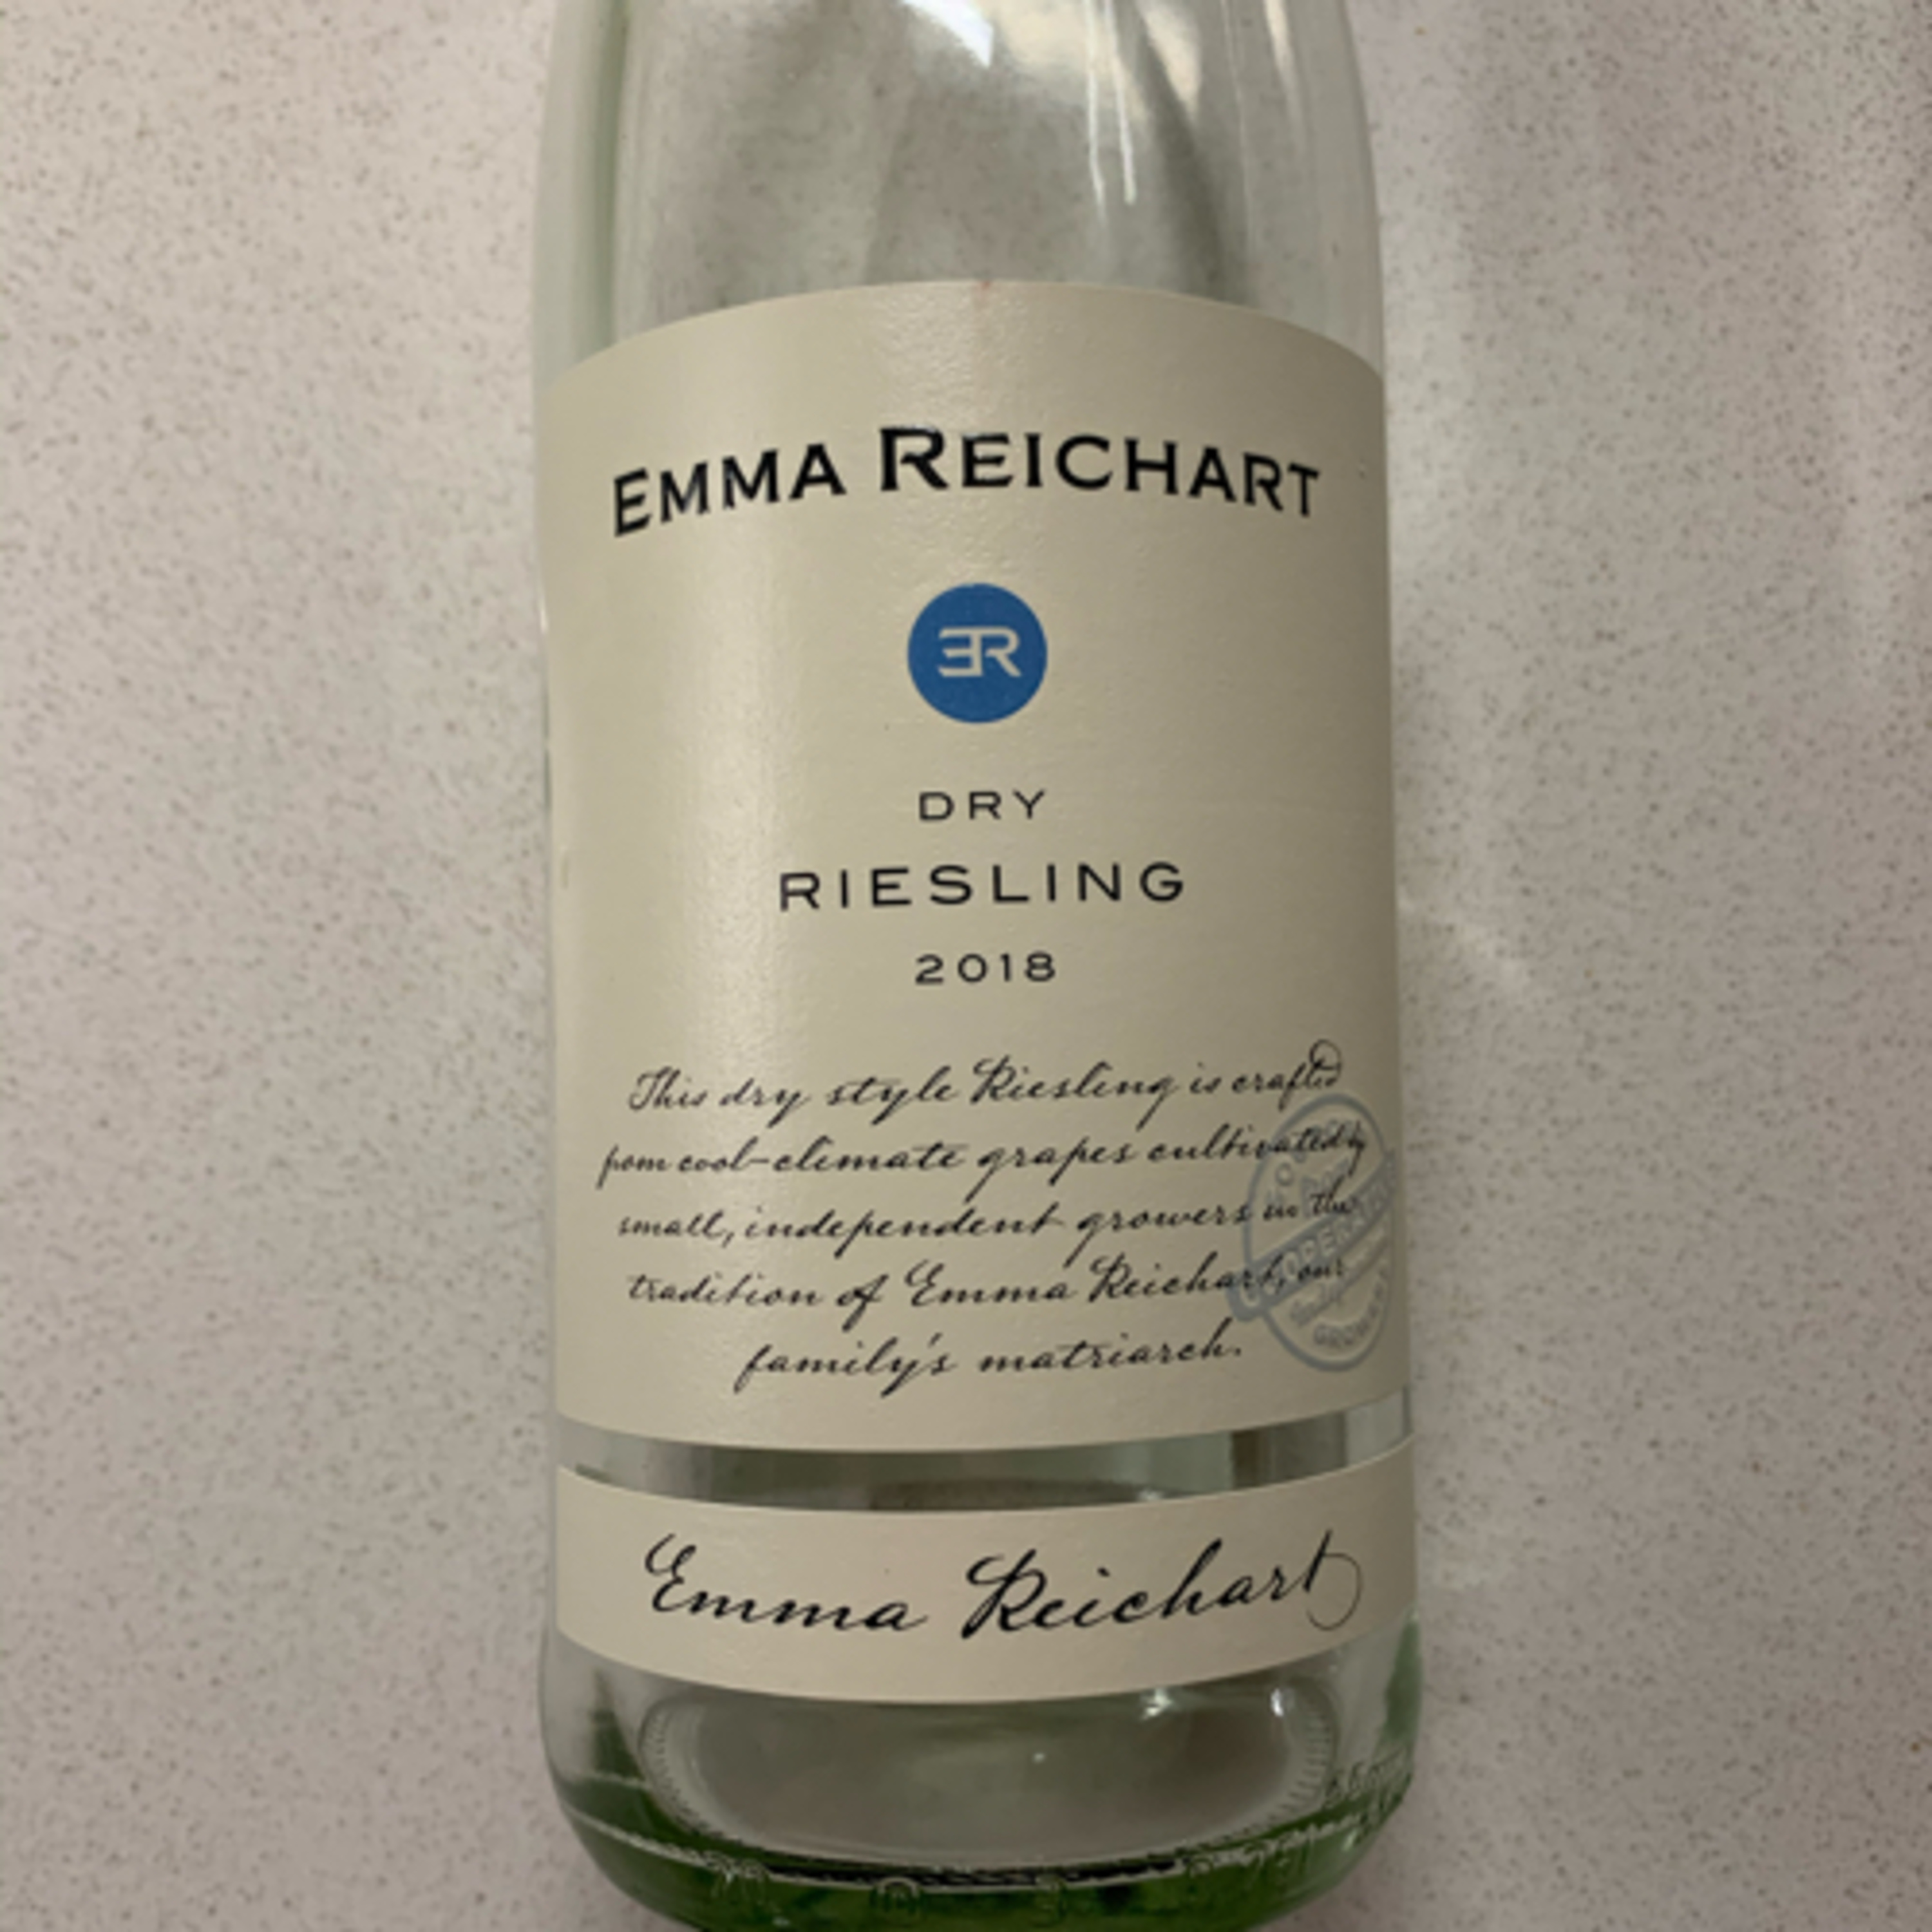 EMMA REICHART
ER
DRY
RIESLING
2018
This dry style Riesling is crafted
from cool-climate grapes cultivated by
small, independent growers in the
tradition of Emma Reichart, our
family's matriarch.
Emma Reichart